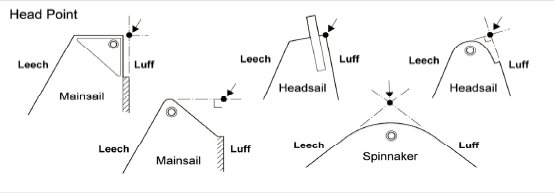 Head Point
Leech
Luff
Mainsail
Leech
Luff
Headsail
Leech
Luff
Headsail
Leech
Luff
Mainsail
Leech
Luff
Spinnaker